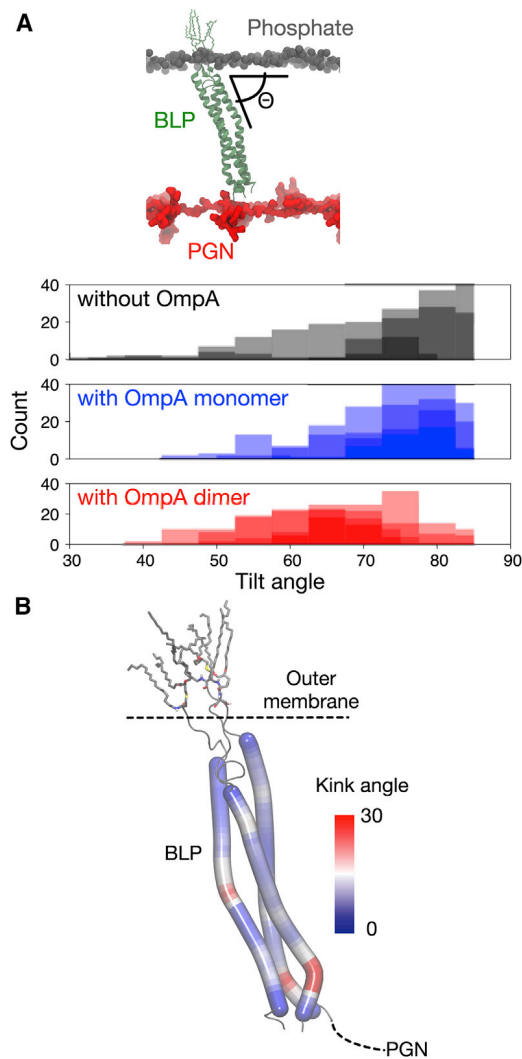 A
Phosphate
Θ
BLP
PGN
40
20
0
without OmpA
Count
40
20
0
with OmpA monomer
40
20
0
with OmpA dimer
30 40 50 60 70 80 90
Tilt angle
B
Outer
membrane
Kink angle
30
0
BLP
PGN